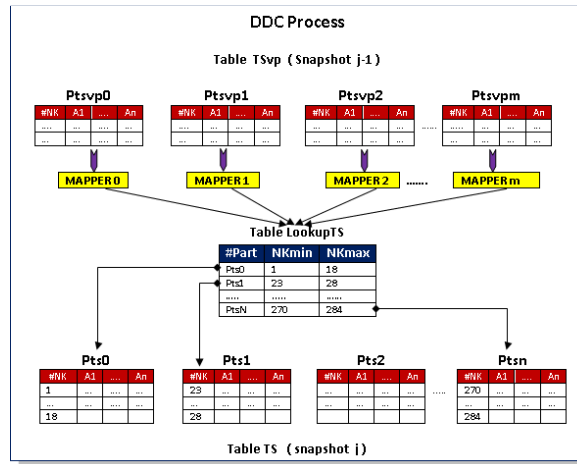 DDC Process
Table TSvp ( Snapshot j-1)
Ptsvp0 Ptsvp1 Ptsvp2 Ptsvpm
#NK A1 .... An #NK A1 .... An #NK A1 .... An #NK A1 .... An
.... ... ... ... .... ... ... ... ... ... ... ... ..... ... ... ...
... ... ... ... ... ... ... ... ... ... ... ... ...... ... ... ... ...
MAPPER 0 MAPPER 1 MAPPER 2 ....... MAPPER m
Table LookupTS
#Part NKmin NKmax
Pts0 1 18
Pts1 23 28
..... ...... .....
PtsN 270 284
Pts0 Pts1 Pts2 Ptsn
#NK A1 .... An #NK A1 .... An #NK A1 .... An #NK A1 .... An
1 ... ... ... 23 ... ... ... ... ... ... ... 270 ... ... ...
... ... ... ... ... ... ... ... ... ... ... ... ..... ... ... ... ...
18 28 284
Table TS ( snapshot j )